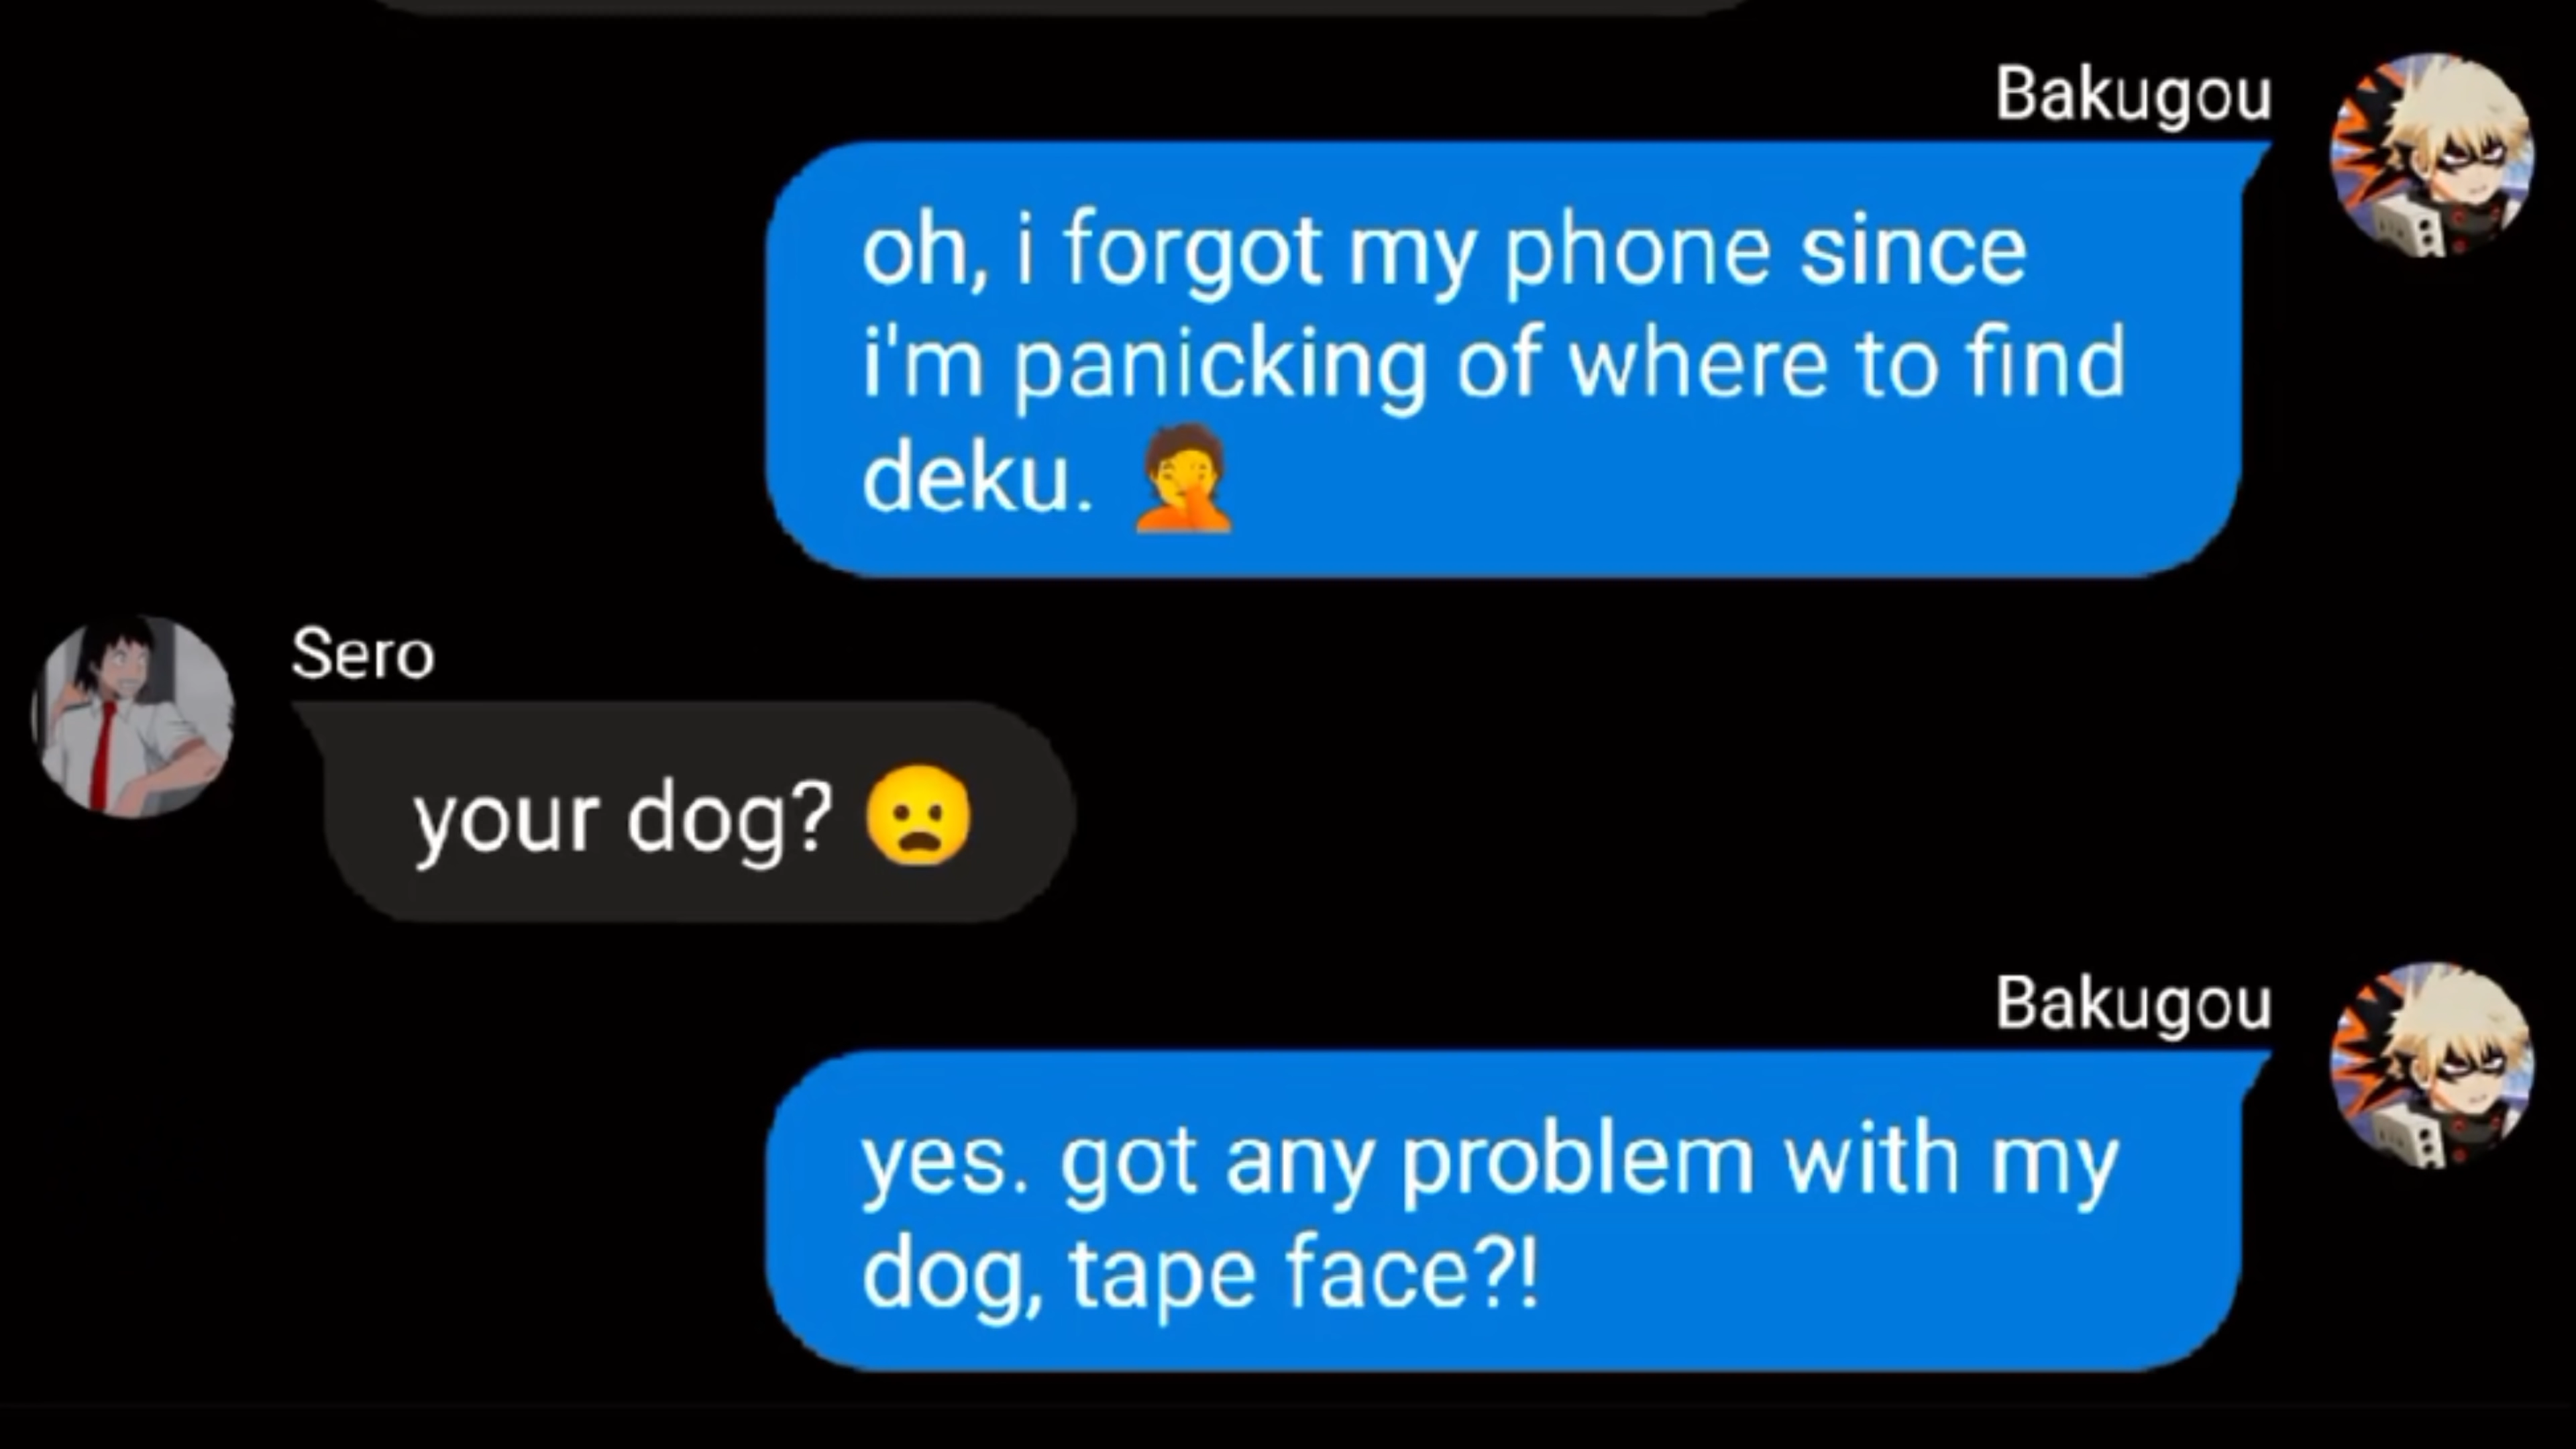 Bakugou
oh, i forgot my phone since
i'm panicking of where to find
deku. 🤦
Sero
your dog? 😦
Bakugou
yes. got any problem with my
dog, tape face?!